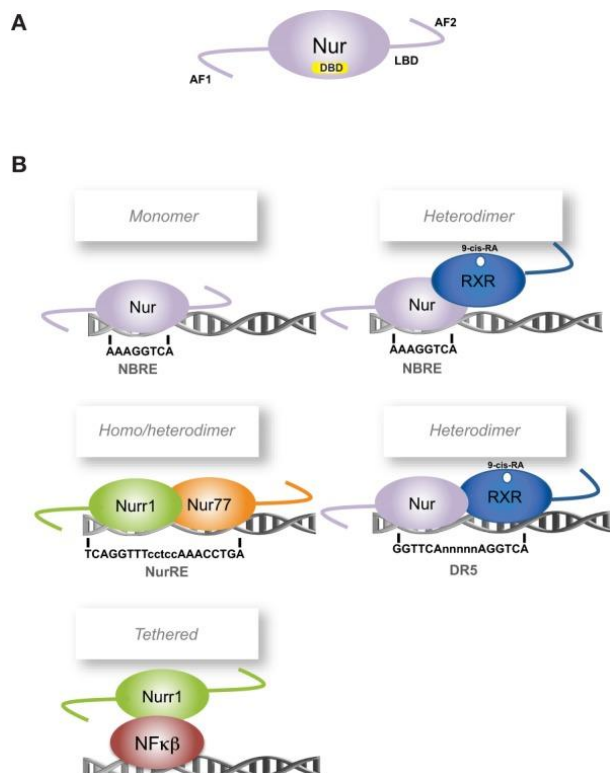 A
Nur
DBD
AF1
LBD
AF2
B
Monomer
Nur
AAAGGTCA
NBRE
Heterodimer
9-cis-RA
RXR
Nur
AAAGGTCA
NBRE
Homo/heterodimer
Nurr1
Nur77
TCAGGTTTcctccAAACCTGA
NurRE
Heterodimer
9-cis-RA
Nur
RXR
GGTTCAnnnnnAGGTCA
DR5
Tethered
Nurr1
NFκβ